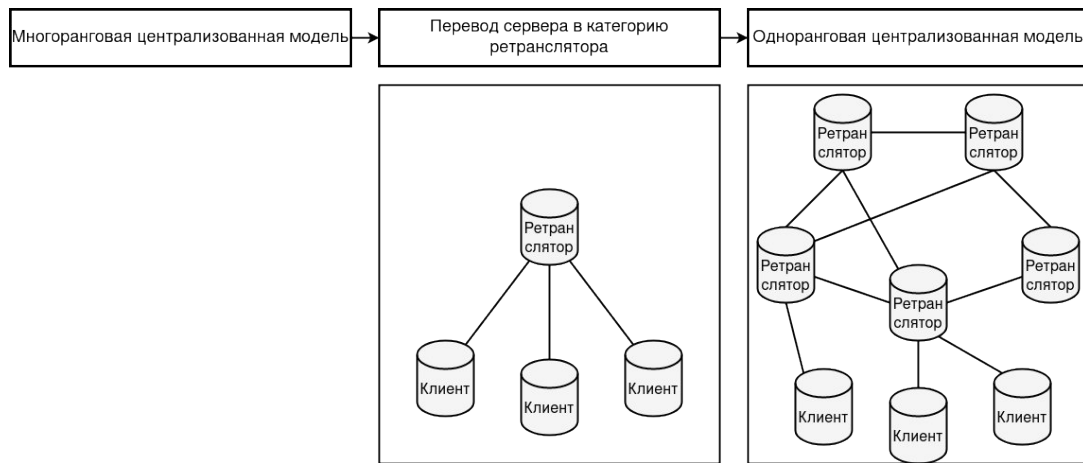 Многоранговая централизованная модель
Перевод сервера в категорию
ретранслятора
Одноранговая централизованная модель
Ретран
слятор
Клиент
Клиент
Клиент
Ретран
слятор
Ретран
слятор
Ретран
слятор
Ретран
слятор
Ретран
слятор
Клиент
Клиент
Клиент